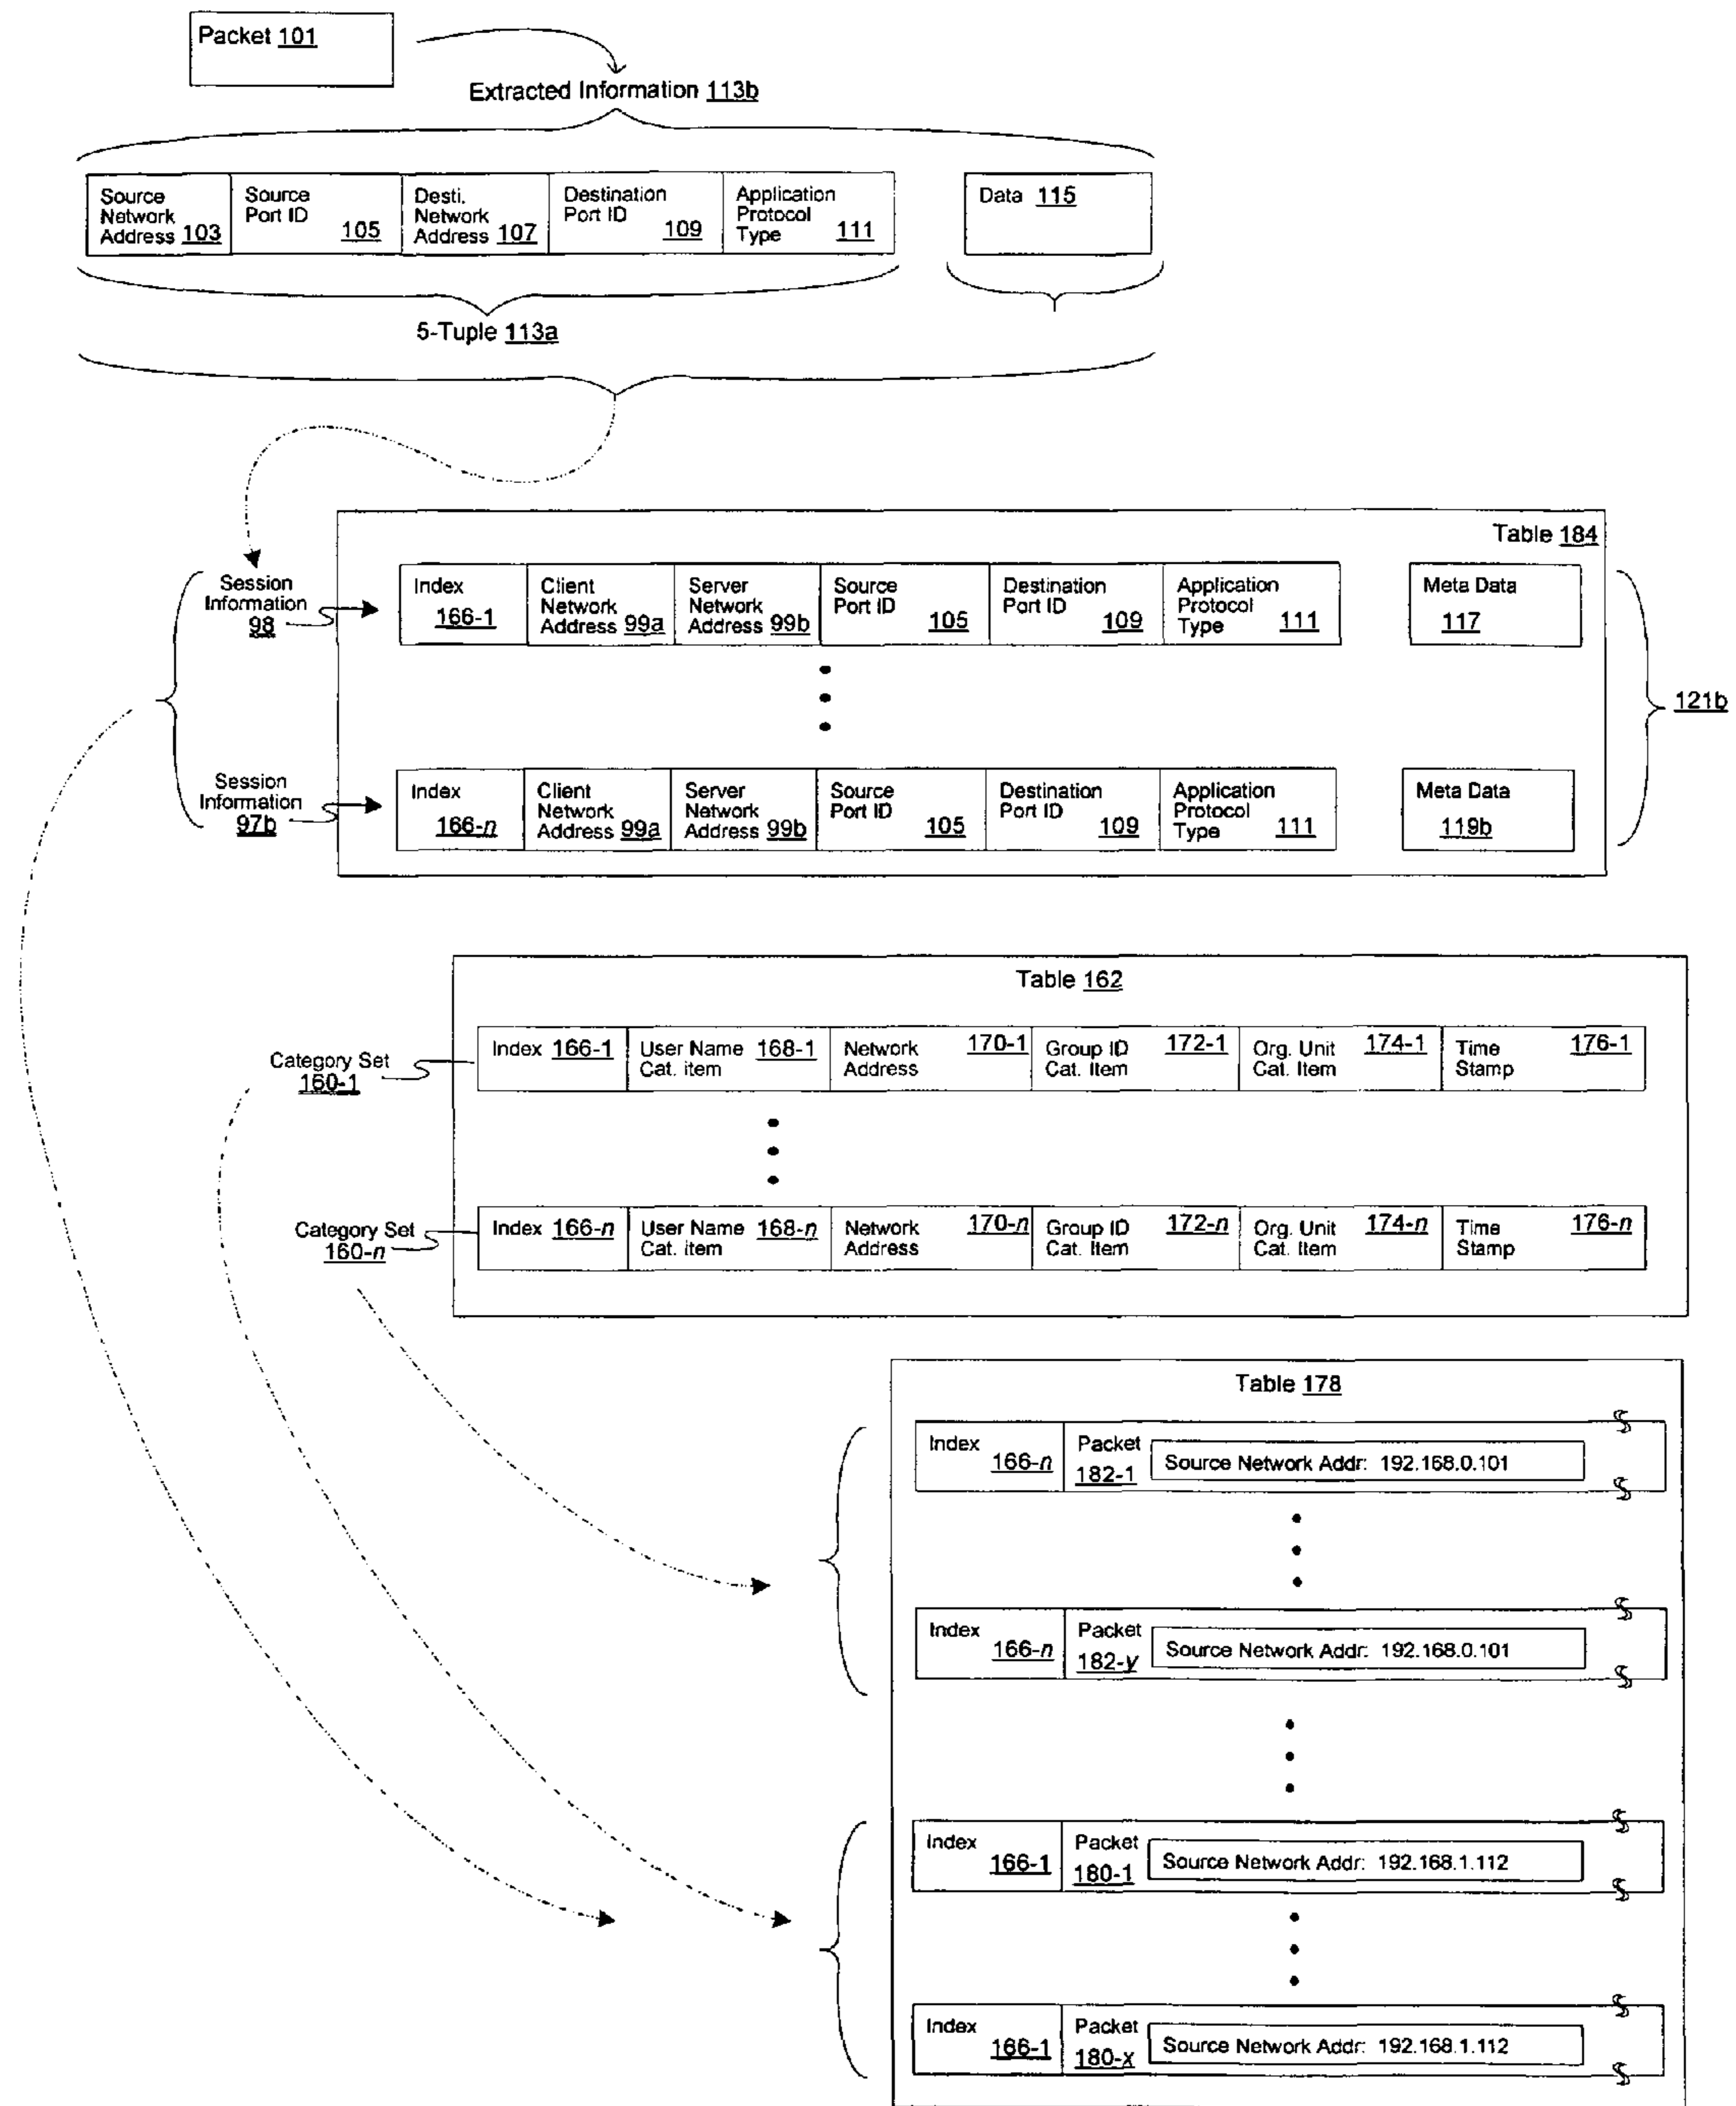 Packet 101
Extracted Information 113b
Source
Network
Address 103
Source
Port ID
105
Desti.
Network
Address 107
Destination
Port ID
109
Application
Protocol
Type 111
Data 115
5-Tuple 113a
Table 184
Session
Information
98
Index
166-1
Client
Network
Address 99a
Server
Network
Address 99b
Source
Port ID
105
Destination
Port ID
109
Application
Protocol
Type 111
Meta Data
117
121b
Session
Information
97b
Index
166-n
Client
Network
Address 99a
Server
Network
Address 99b
Source
Port ID
105
Destination
Port ID
109
Application
Protocol
Type 111
Meta Data
119b
Table 162
Category Set
160-1
Index 166-1
User Name 168-1
Cat. item
Network 170-1
Address
Group ID 172-1
Cat. Item
Org. Unit 174-1
Cat. Item
Time 176-1
Stamp
Category Set
160-n
Index 166-n
User Name 168-n
Cat. item
Network 170-n
Address
Group ID 172-n
Cat. Item
Org. Unit 174-n
Cat. Item
Time 176-n
Stamp
Table 178
Index
166-n
Packet
182-1
Source Network Addr: 192.168.0.101
Index
166-n
Packet
182-y
Source Network Addr: 192.168.0.101
Index
166-1
Packet
180-1
Source Network Addr: 192.168.1.112
Index
166-1
Packet
180-x
Source Network Addr: 192.168.1.112